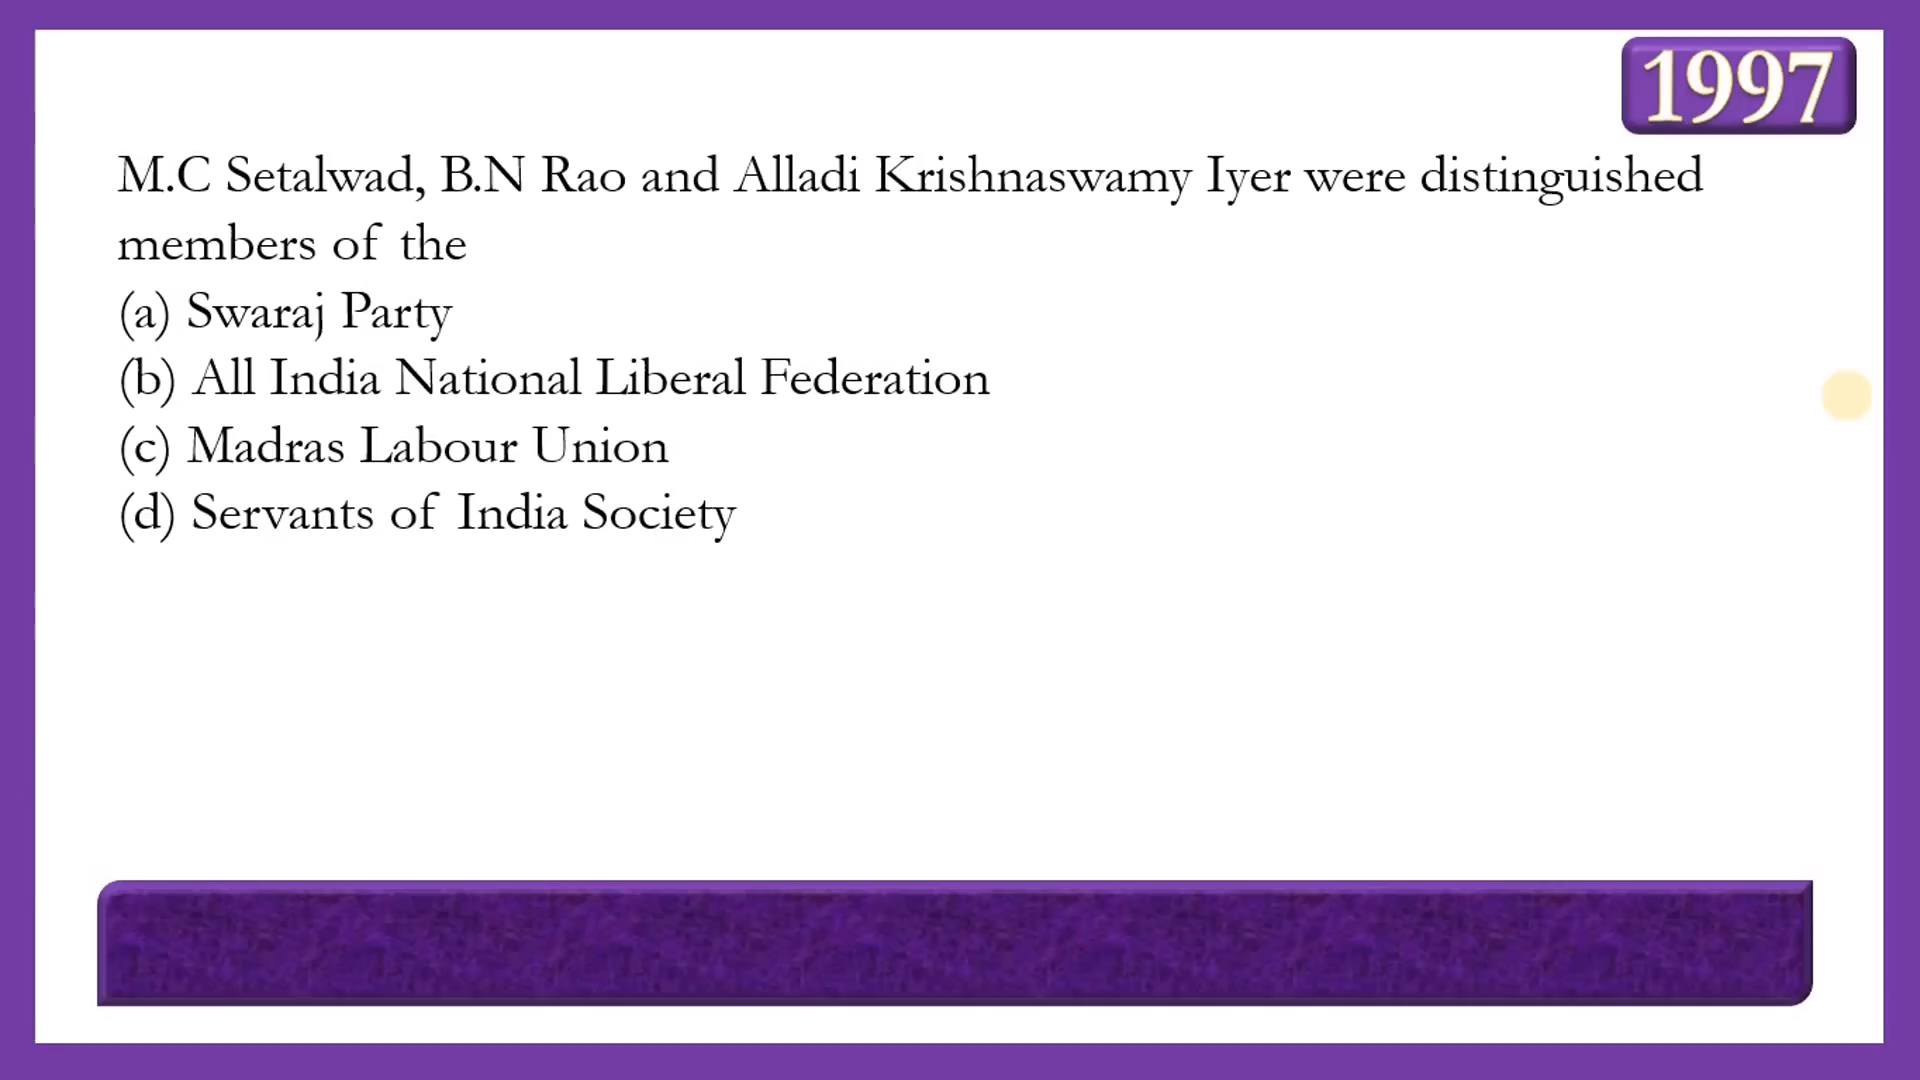 1997
M.C Setalwad, B.N Rao and Alladi Krishnaswamy Iyer were distinguished
members of the
(a) Swaraj Party
(b) All India National Liberal Federation
(c) Madras Labour Union
(d) Servants of India Society